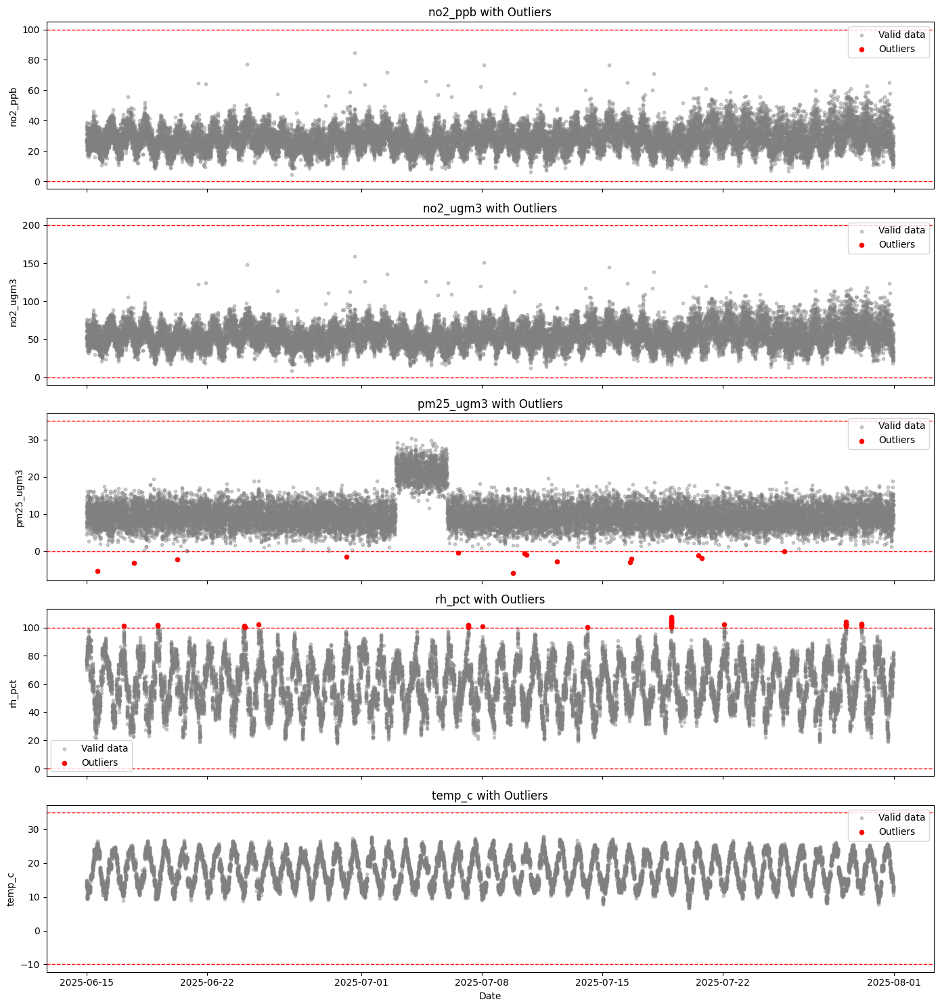 no2_ppb with Outliers
100
80
60
40
20
0
no2_ppb
Valid data
Outliers
no2_ugm3 with Outliers
200
150
100
50
0
no2_ugm3
Valid data
Outliers
pm25_ugm3 with Outliers
30
20
10
0
pm25_ugm3
Valid data
Outliers
rh_pct with Outliers
100
80
60
40
20
0
rh_pct
Valid data
Outliers
temp_c with Outliers
30
20
10
0
−10
temp_c
Valid data
Outliers
2025-06-15 2025-06-22 2025-07-01 2025-07-08 2025-07-15 2025-07-22 2025-08-01
Date